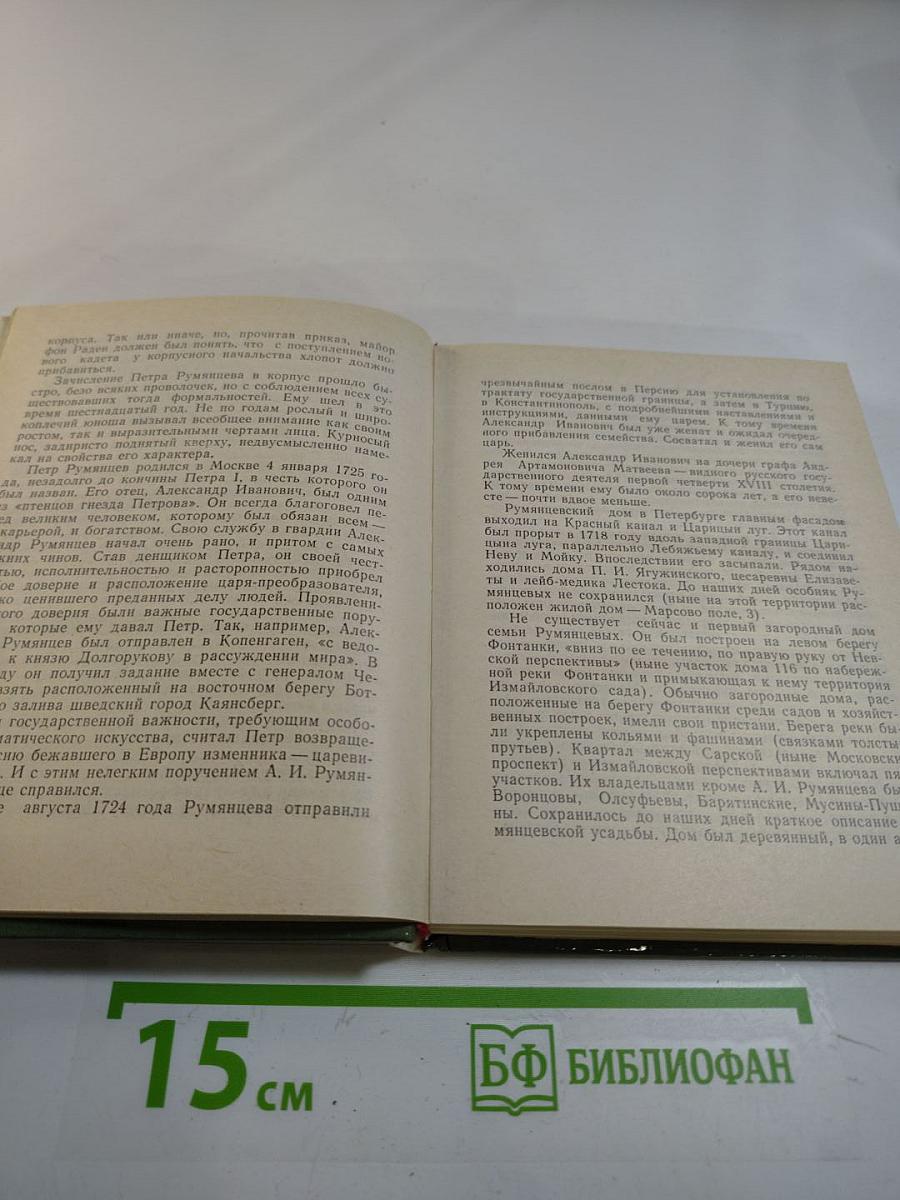 корпуса. Так или иначе, но, прочитав приказ, майор
фон Раден должен был понять, что с поступлением но-
вого кадета у корпусного начальства хлопот должно
прибавиться.
Зачисление Петра Румянцева в корпус прошло бы-
стро, безо всяких проволочек, но с соблюдением всех су-
ществовавших тогда формальностей. Ему шел в это
время шестнадцатый год. Не по годам рослый и широ-
коплечий юноша вызывал всеобщее внимание как своим
ростом, так и выразительными чертами лица. Курносый
нос, задиристо поднятый кверху, недвусмысленно наме-
кал на свойства его характера.
Петр Румянцев родился в Москве 4 января 1725 го-
да, незадолго до кончины Петра I, в честь которого он
был назван. Его отец, Александр Иванович, был одним
из «птенцов гнезда Петрова». Он всегда благоговел пе-
ед великим человеком, которому был обязан всем —
карьерой, и богатством. Свою службу в гвардии Алек-
ндр Румянцев начал очень рано, и притом с самых
жних чинов. Став денщиком Петра, он своей чест-
тью, исполнительностью и расторопностью приобрел
ое доверие и расположение царя-преобразователя,
ко ценившего преданных делу людей. Проявлени-
кого доверия были важные государственные пору-
которые ему давал Петр. Так, например, Алек-
Румянцев был отправлен в Копенгаген, «с ведо-
к князю Долгорукову в рассуждении мира». В
ду он получил задание вместе с генералом Че-
взять расположенный на восточном берегу Бот-
о залива шведский город Каянсберг.
и государственной важности, требующим особо-
матического искусства, считал Петр возвраще-
сию бежавшего в Европу изменника — цареви-
. И с этим нелегким поручением А. И. Румян-
це справился.
е августа 1724 года Румянцева отправили
чрезвычайным послом в Персию для установления по
трактату государственной границы, а затем в Турцию,
в Константинополь, с подробнейшими наставлениями и
инструкциями, данными ему царем. К тому времени
Александр Иванович был уже женат и ожидал очеред-
ного прибавления семейства. Сосватал и женил его сам
царь.
Женился Александр Иванович на дочери графа Анд-
рея Артамоновича Матвеева — видного русского госу-
дарственного деятеля первой четверти XVIII столетия.
К тому времени ему было около сорока лет, а его неве-
сте — почти вдвое меньше.
Румянцевский дом в Петербурге главным фасадом
выходил на Красный канал и Царицын луг. Этот канал
был прорыт в 1718 году вдоль западной границы Цари-
цына луга, параллельно Лебяжьему каналу, и соединил
Неву и Мойку. Впоследствии его засыпали. Рядом на-
ходились дома П. И. Ягужинского, цесаревны Елизаве-
ты и лейб-медика Лестока. До наших дней особняк Ру-
мянцевых не сохранился (ныне на этой территории рас-
положен жилой дом — Марсово поле, 3).
Не существует сейчас и первый загородный дом
семьи Румянцевых. Он был построен на левом берегу
Фонтанки, «вниз по ее течению, по правую руку от Нев-
ской перспективы» (ныне участок дома 116 по набереж-
ной реки Фонтанки и примыкающая к нему территория
Измайловского сада). Обычно загородные дома, рас-
положенные на берегу Фонтанки среди садов и хозяйст-
венных построек, имели свои пристани. Берега реки бы-
ли укреплены кольями и фашинами (связками толсты
прутьев). Квартал между Сарской (ныне Московски
проспект) и Измайловской перспективами включал пя
участков. Их владельцами кроме А. И. Румянцева бы
Воронцовы, Олсуфьевы, Барятинские, Мусины-Пуш
ны. Сохранилось до наших дней краткое описание
мянцевской усадьбы. Дом был деревянный, в один
15 см
БФ БИБЛИОФАН